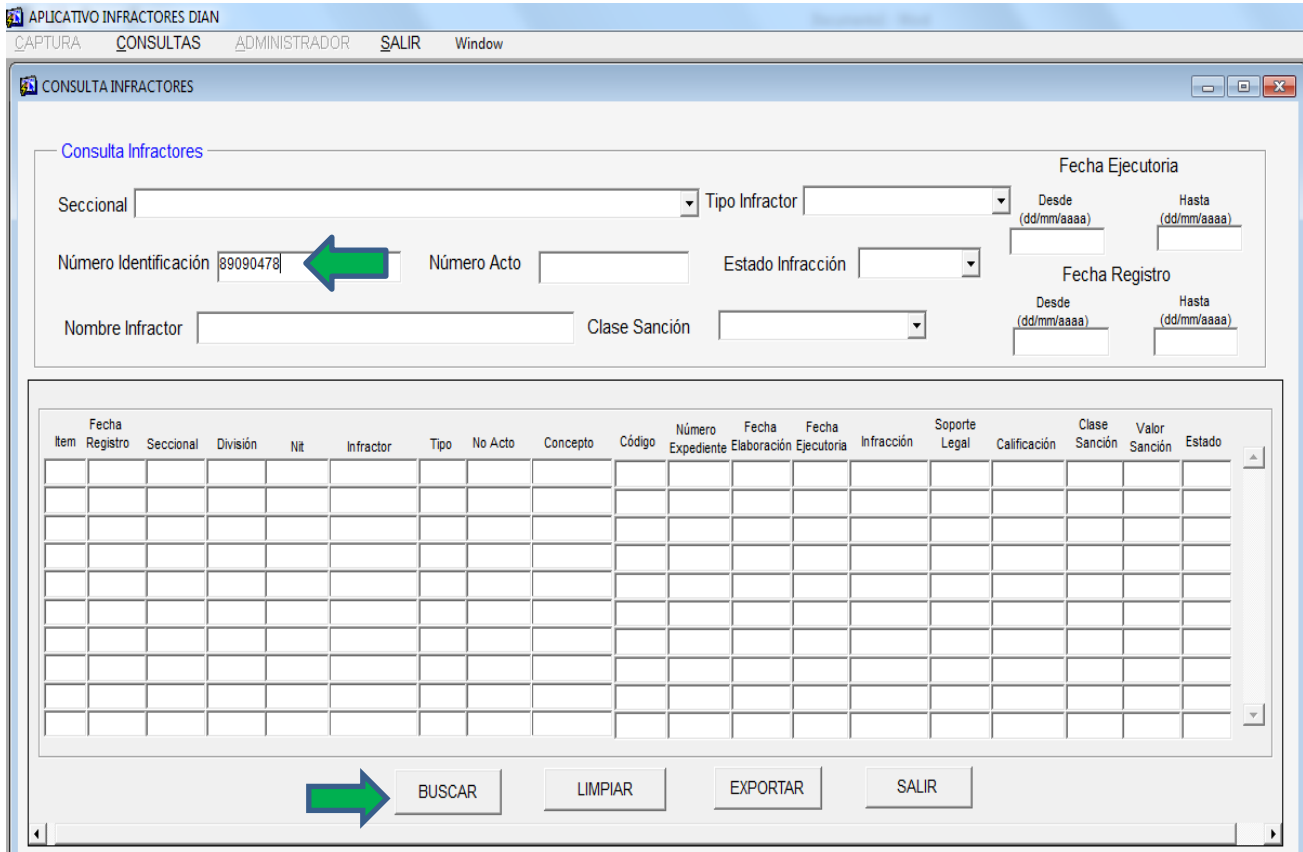 APLICATIVO INFRACTORES DIAN
CAPTURA CONSULTAS ADMINISTRADOR SALIR Window
CONSULTA INFRACTORES
Consulta Infractores
Fecha Ejecutoria
Seccional Tipo Infractor Desde Hasta
(dd/mm/aaaa) (dd/mm/aaaa)
Número Identificación 89090478 Número Acto Estado Infracción
Fecha Registro
Desde Hasta
Nombre Infractor Clase Sanción (dd/mm/aaaa) (dd/mm/aaaa)
Item Fecha Registro Seccional División Nit Infractor Tipo No Acto Concepto Código Número Expediente Fecha Elaboración Fecha Ejecutoria Infracción Soporte Legal Calificación Clase Sanción Valor Sanción Estado
BUSCAR LIMPIAR EXPORTAR SALIR